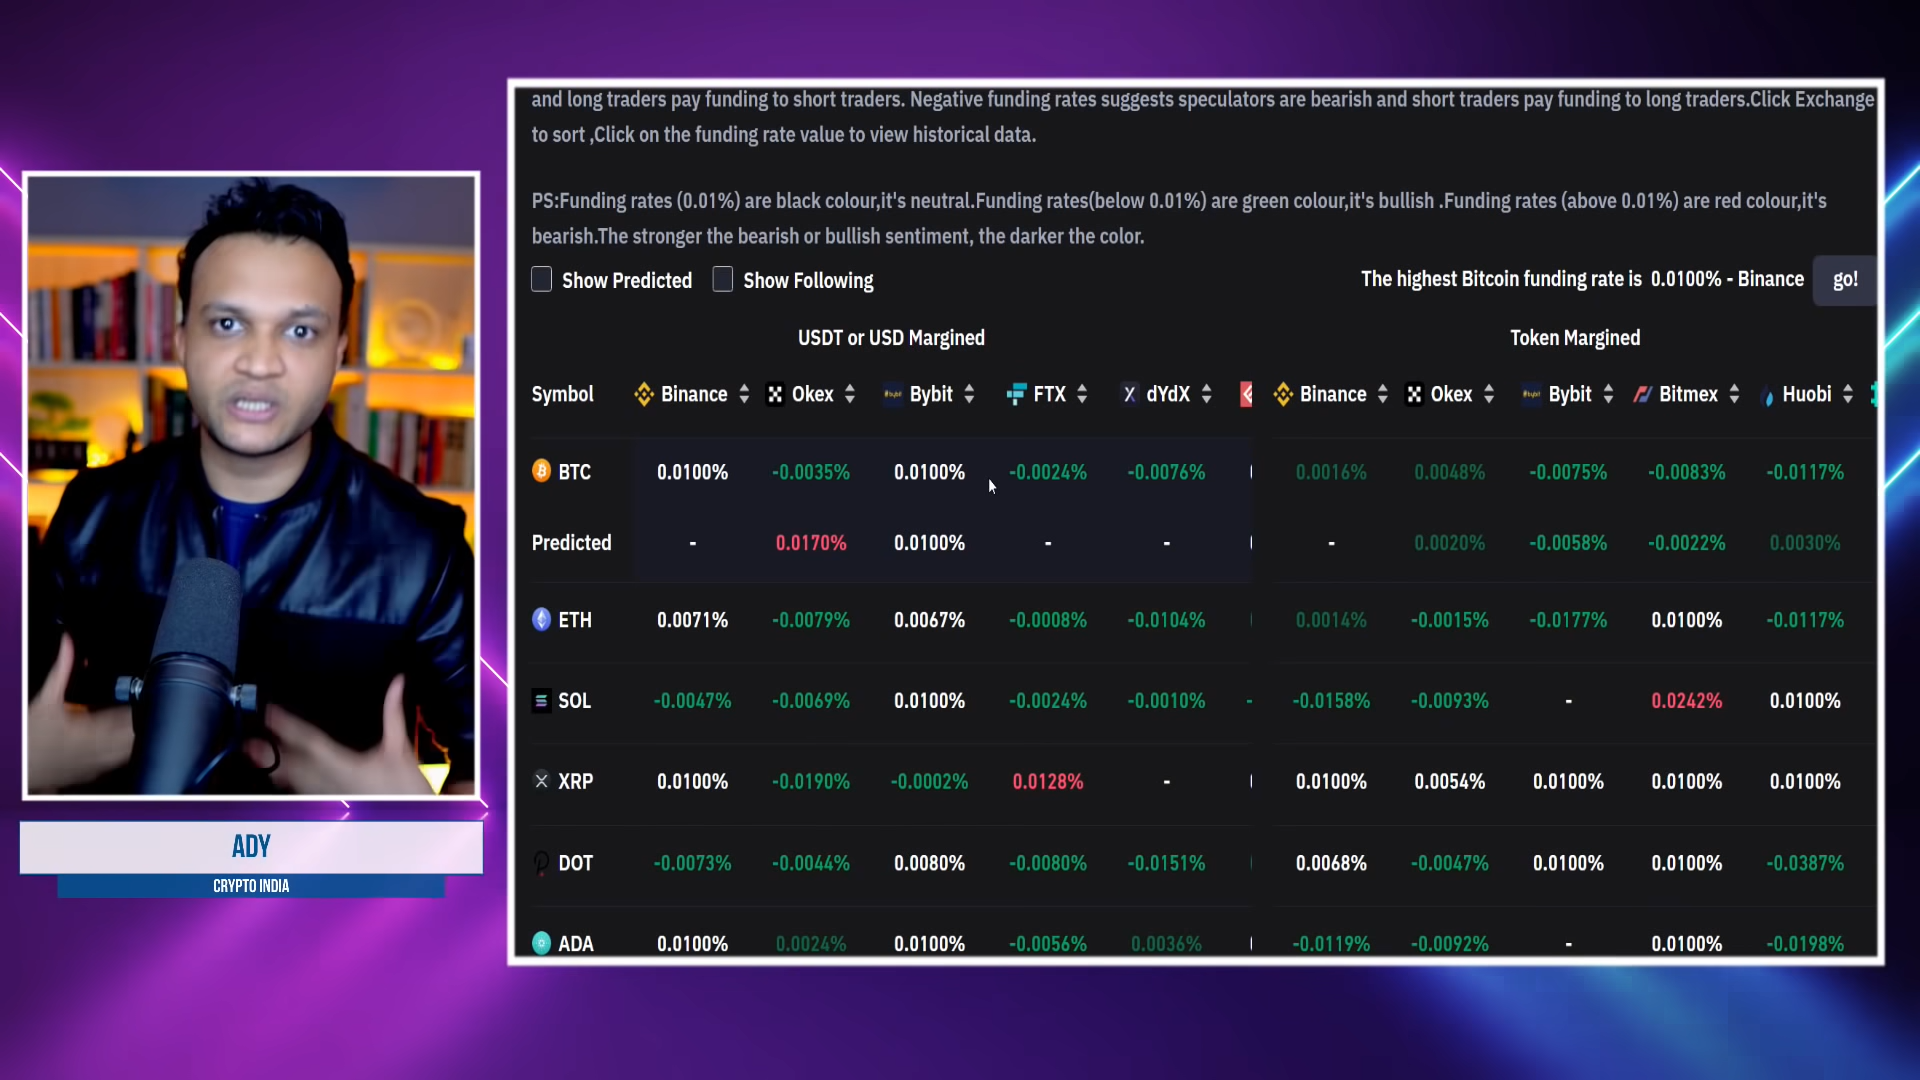 and long traders pay funding to short traders. Negative funding rates suggests speculators are bearish and short traders pay funding to long traders.Click Exchange
to sort ,Click on the funding rate value to view historical data.
PS:Funding rates (0.01%) are black colour,it's neutral.Funding rates(below 0.01%) are green colour,it's bullish .Funding rates (above 0.01%) are red colour,it's
bearish.The stronger the bearish or bullish sentiment, the darker the color.
Show Predicted Show Following The highest Bitcoin funding rate is 0.0100% - Binance go!
USDT or USD Margined Token Margined
Symbol Binance Okex Bybit FTX dYdX Binance Okex Bybit Bitmex Huobi
BTC 0.0100% -0.0035% 0.0100% -0.0024% -0.0076% 0.0016% 0.0048% -0.0075% -0.0083% -0.0117%
Predicted - 0.0170% 0.0100% - - - 0.0020% -0.0058% -0.0022% 0.0030%
ETH 0.0071% -0.0079% 0.0067% -0.0008% -0.0104% 0.0014% -0.0015% -0.0177% 0.0100% -0.0117%
SOL -0.0047% -0.0069% 0.0100% -0.0024% -0.0010% - -0.0158% -0.0093% - 0.0242% 0.0100%
XRP 0.0100% -0.0190% -0.0002% 0.0128% - 0.0100% 0.0054% 0.0100% 0.0100% 0.0100%
DOT -0.0073% -0.0044% 0.0080% -0.0080% -0.0151% 0.0068% -0.0047% 0.0100% 0.0100% -0.0387%
ADA 0.0100% 0.0024% 0.0100% -0.0056% 0.0036% -0.0119% -0.0092% - 0.0100% -0.0198%
ADY
CRYPTO INDIA